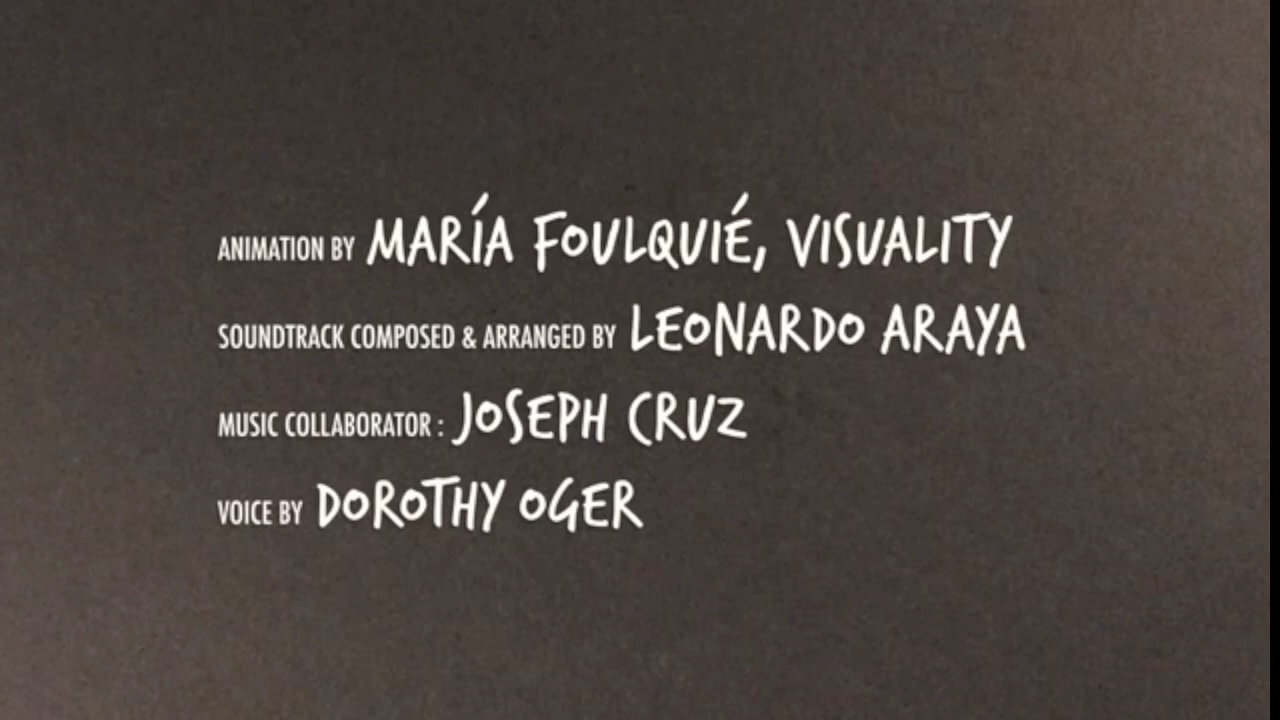 ANIMATION BY MARÍA FOULQUIÉ, VISUALITY
SOUNDTRACK COMPOSED & ARRANGED BY LEONARDO ARAYA
MUSIC COLLABORATOR : JOSEPH CRUZ
VOICE BY DOROTHY OGER